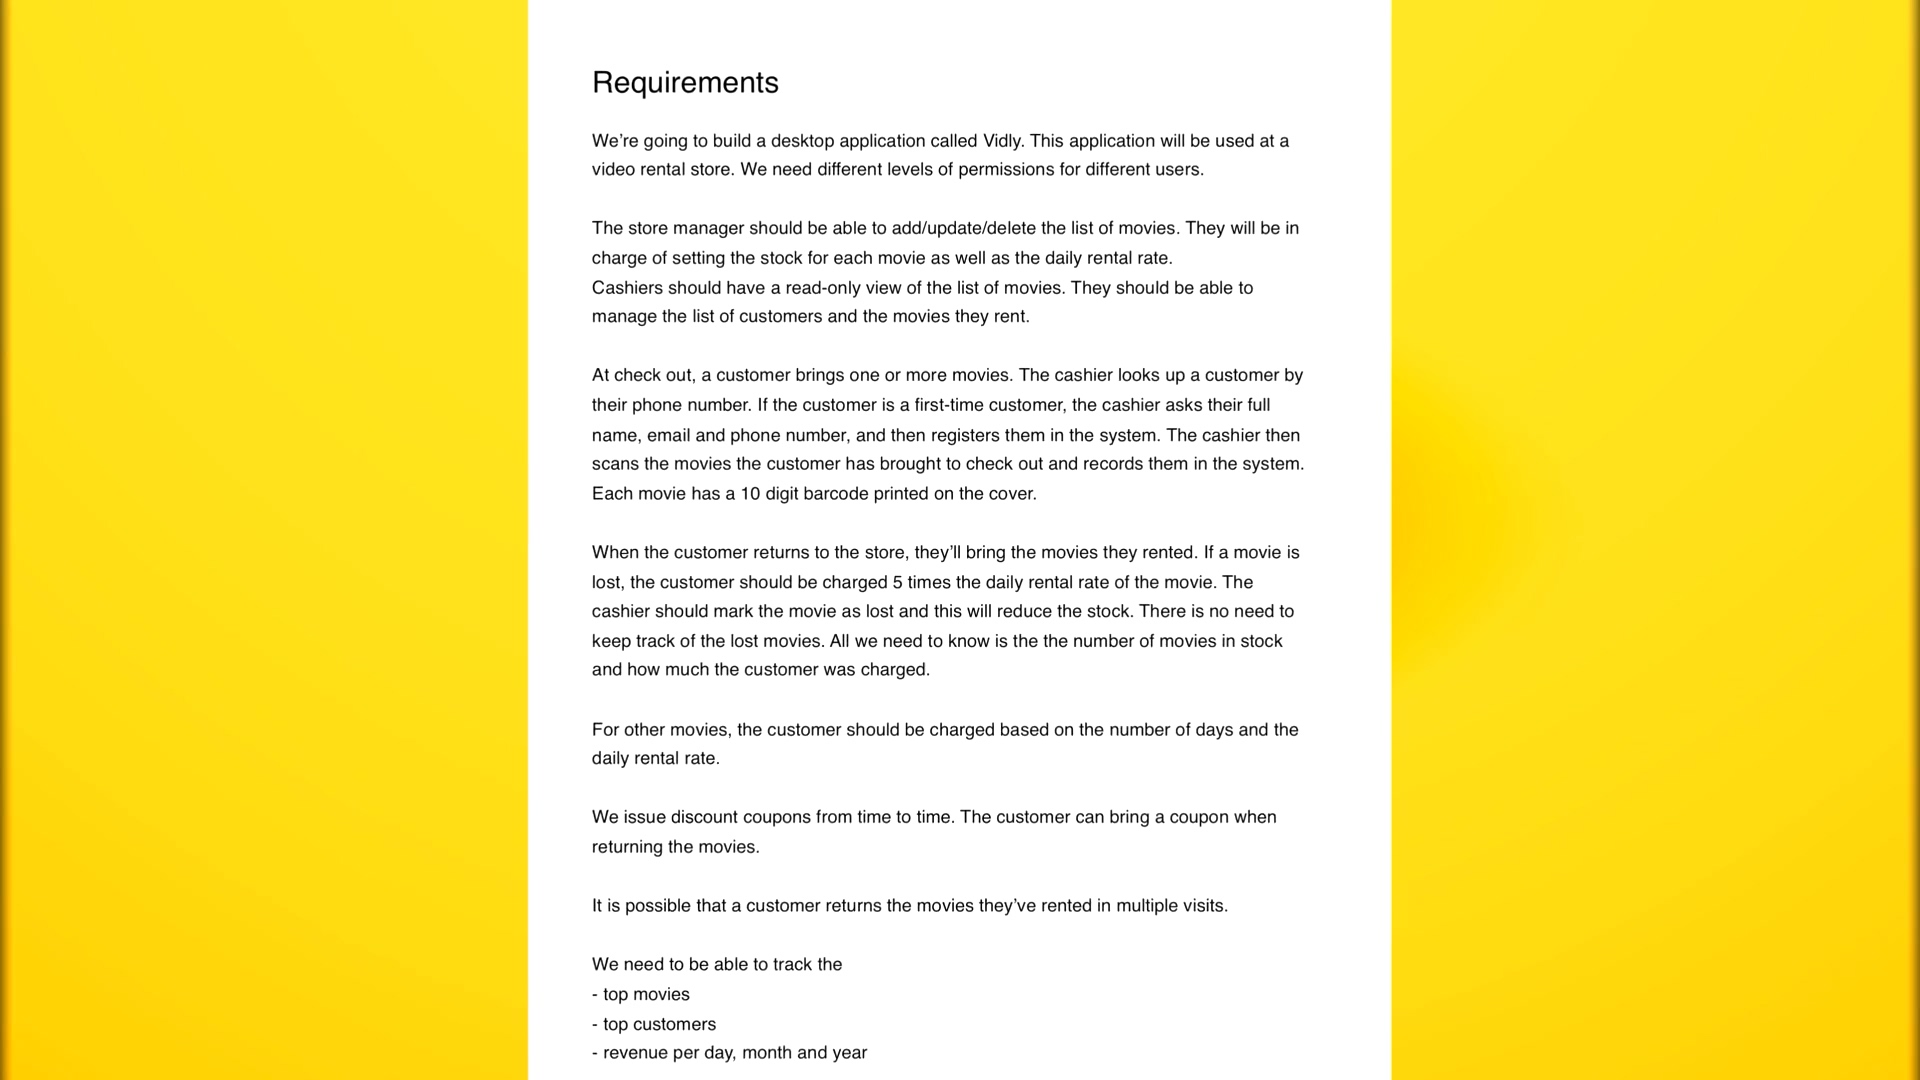 Requirements
We’re going to build a desktop application called Vidly. This application will be used at a
video rental store. We need different levels of permissions for different users.
The store manager should be able to add/update/delete the list of movies. They will be in
charge of setting the stock for each movie as well as the daily rental rate.
Cashiers should have a read-only view of the list of movies. They should be able to
manage the list of customers and the movies they rent.
At check out, a customer brings one or more movies. The cashier looks up a customer by
their phone number. If the customer is a first-time customer, the cashier asks their full
name, email and phone number, and then registers them in the system. The cashier then
scans the movies the customer has brought to check out and records them in the system.
Each movie has a 10 digit barcode printed on the cover.
When the customer returns to the store, they’ll bring the movies they rented. If a movie is
lost, the customer should be charged 5 times the daily rental rate of the movie. The
cashier should mark the movie as lost and this will reduce the stock. There is no need to
keep track of the lost movies. All we need to know is the the number of movies in stock
and how much the customer was charged.
For other movies, the customer should be charged based on the number of days and the
daily rental rate.
We issue discount coupons from time to time. The customer can bring a coupon when
returning the movies.
It is possible that a customer returns the movies they’ve rented in multiple visits.
We need to be able to track the
- top movies
- top customers
- revenue per day, month and year